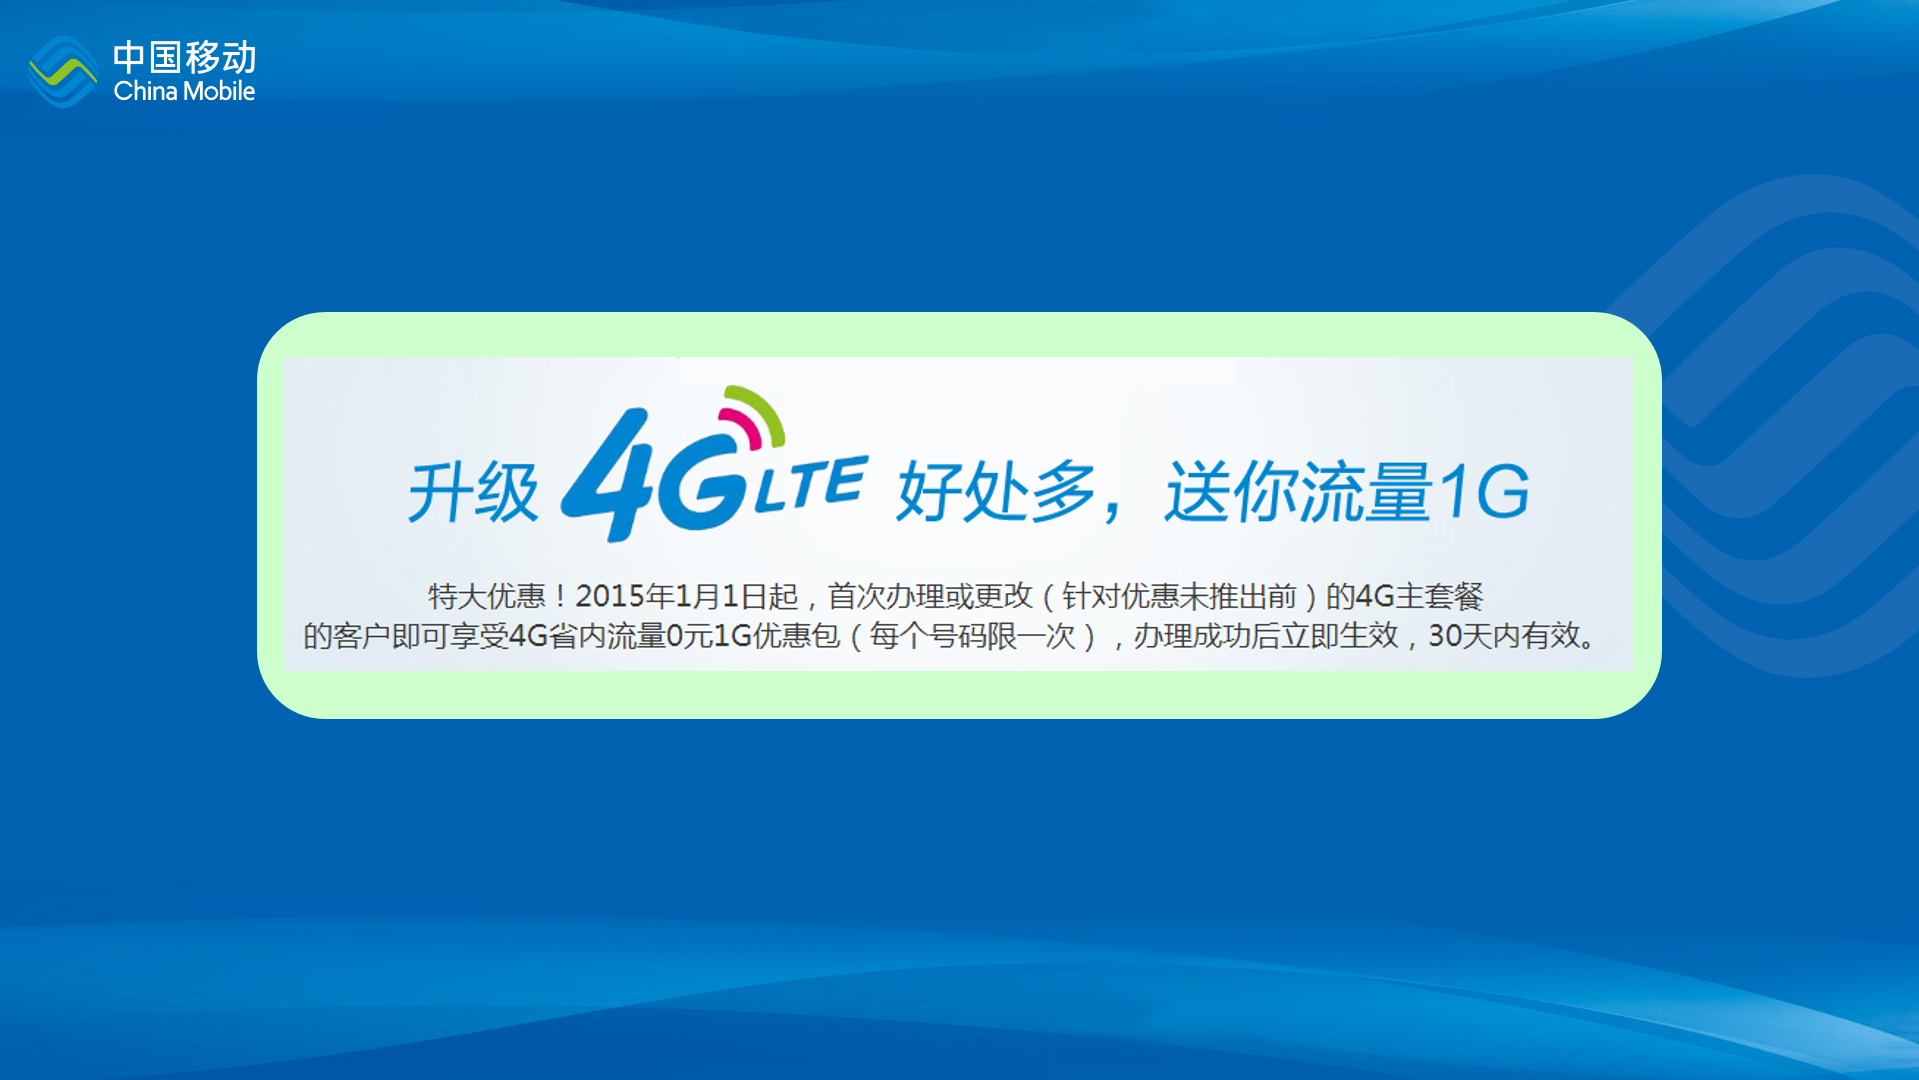 中国移动
China Mobile
升级4G LTE 好处多，送你流量1G
特大优惠！2015年1月1日起，首次办理或更改（针对优惠未推出前）的4G主套餐
的客户即可享受4G省内流量0元1G优惠包（每个号码限一次），办理成功后立即生效，30天内有效。